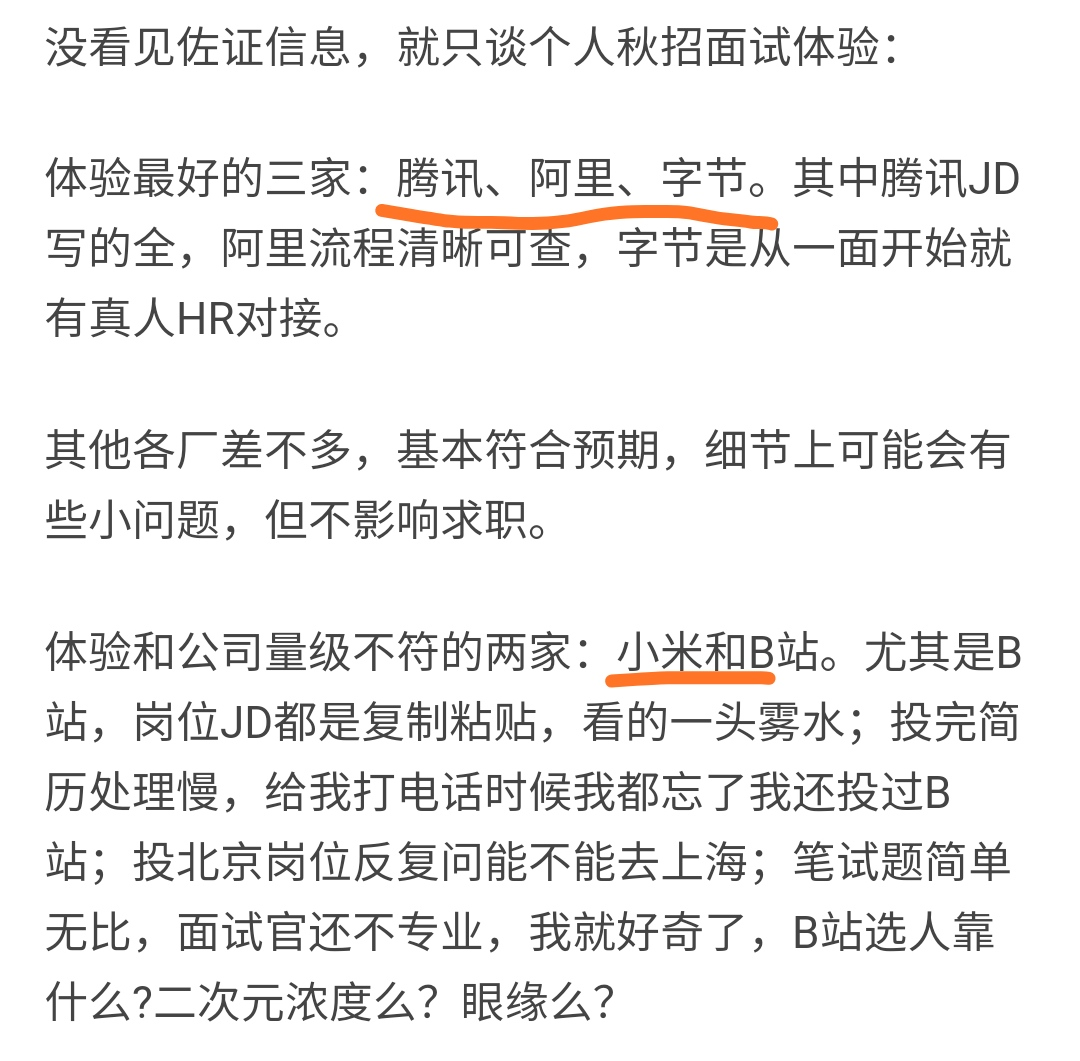 没看见佐证信息，就只谈个人秋招面试体验：
体验最好的三家：腾讯、阿里、字节。其中腾讯JD
写的全，阿里流程清晰可查，字节是从一面开始就
有真人HR对接。
其他各厂差不多，基本符合预期，细节上可能会有
些小问题，但不影响求职。
体验和公司量级不符的两家：小米和B站。尤其是B
站，岗位JD都是复制粘贴，看的一头雾水；投完简
历处理慢，给我打电话时候我都忘了我还投过B
站；投北京岗位反复问能不能去上海；笔试题简单
无比，面试官还不专业，我就好奇了，B站选人靠
什么?二次元浓度么？眼缘么？